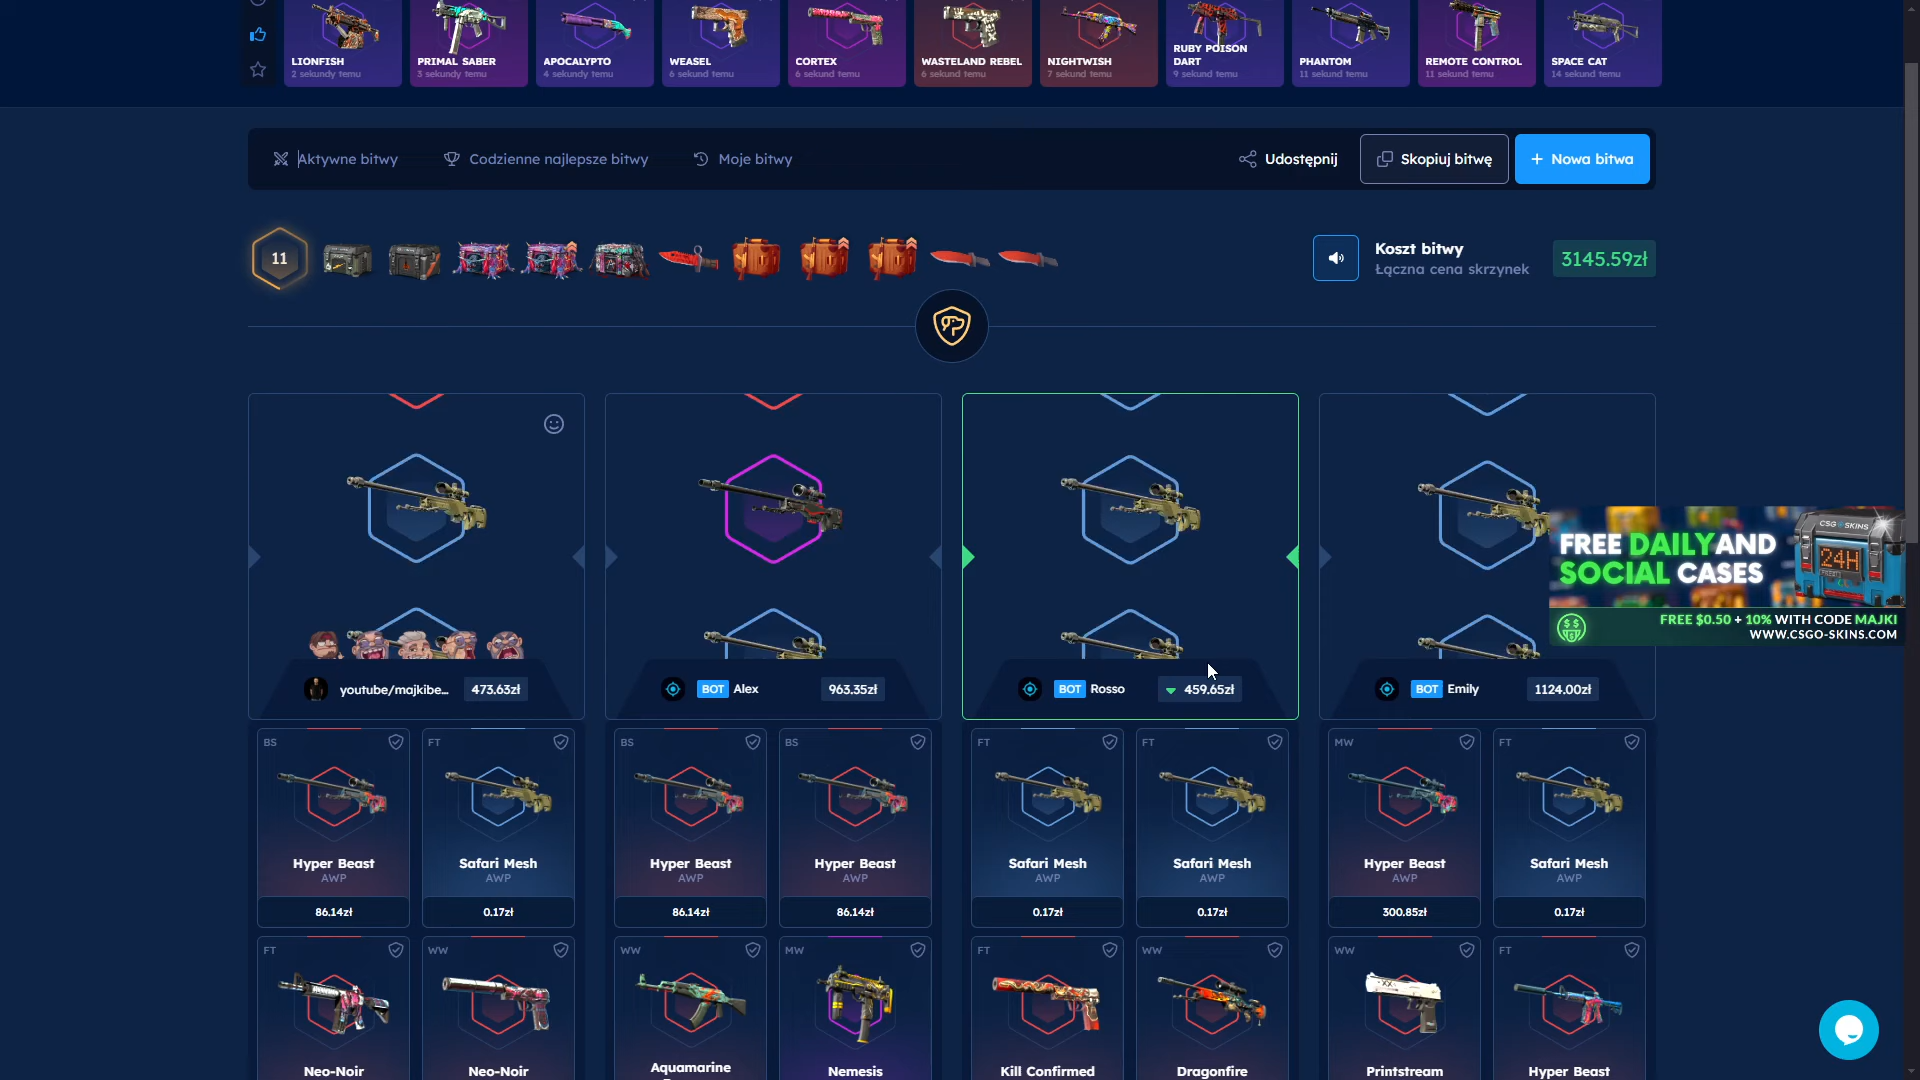 LIONFISH
2 sekundy temu
PRIMAL SABER
3 sekundy temu
APOCALYPTO
4 sekundy temu
WEASEL
6 sekund temu
CORTEX
6 sekund temu
WASTELAND REBEL
6 sekund temu
NIGHTWISH
7 sekund temu
RUBY POISON
DART
9 sekund temu
PHANTOM
11 sekund temu
REMOTE CONTROL
11 sekund temu
SPACE CAT
14 sekund temu
Aktywne bitwy
Codzienne najlepsze bitwy
Moje bitwy
Udostępnij
Skopiuj bitwę
+ Nowa bitwa
11
Koszt bitwy
Łączna cena skrzynek
3145.59zł
youtube/majkibe...
473.63zł
BOT Alex
963.35zł
BOT Rosso
459.65zł
BOT Emily
1124.00zł
CSG SKINS
24H
FREE DAILY AND
SOCIAL CASES
FREE $0.50 + 10% WITH CODE MAJKI
WWW.CSGO-SKINS.COM
BS
Hyper Beast
AWP
86.14zł
FT
Safari Mesh
AWP
0.17zł
BS
Hyper Beast
AWP
86.14zł
BS
Hyper Beast
AWP
86.14zł
FT
Safari Mesh
AWP
0.17zł
FT
Safari Mesh
AWP
0.17zł
MW
Hyper Beast
AWP
300.85zł
FT
Safari Mesh
AWP
0.17zł
FT
Neo-Noir
WW
Neo-Noir
WW
Aquamarine
MW
Nemesis
FT
Kill Confirmed
WW
Dragonfire
WW
Printstream
FT
Hyper Beast